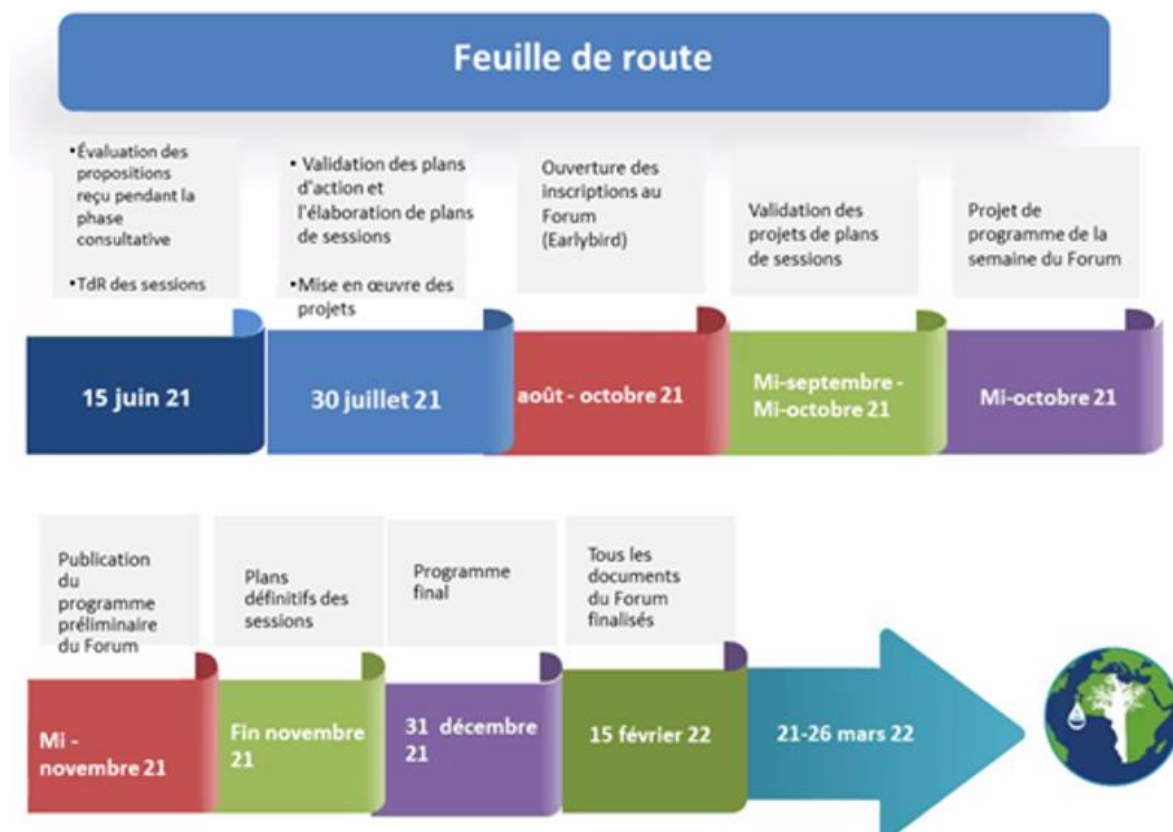 Feuille de route
•Évaluation des
propositions
reçu pendant la
phase
consultative
•TdR des sessions
• Validation des plans
d'action et
l'élaboration de plans
de sessions
•Mise en œuvre des
projets
Ouverture des
inscriptions au
Forum
(Earlybird)
Validation des
projets de plans
de sessions
Projet de
programme de la
semaine du Forum
15 juin 21
30 juillet 21
août - octobre 21
Mi-septembre -
Mi-octobre 21
Mi-octobre 21
Publication
du
programme
préliminaire
du Forum
Plans
définitifs des
sessions
Programme
final
Tous les
documents
du Forum
finalisés
Mi -
novembre 21
Fin novembre
21
31 décembre
21
15 février 22
21-26 mars 22